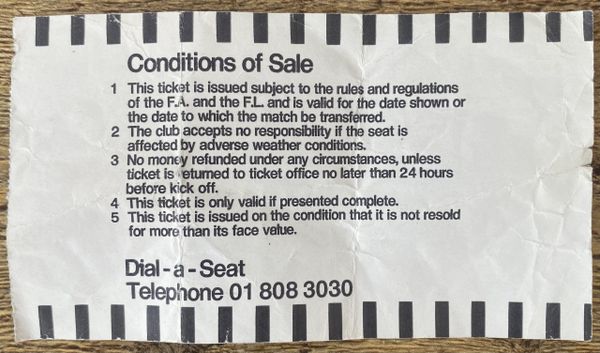 Conditions of Sale
1 This ticket is issued subject to the rules and regulations
of the F.A. and the F.L. and is valid for the date shown or
the date to which the match be transferred.
2 The club accepts no responsibility if the seat is
affected by adverse weather conditions.
3 No money refunded under any circumstances, unless
ticket is returned to ticket office no later than 24 hours
before kick off.
4 This ticket is only valid if presented complete.
5 This ticket is issued on the condition that it is not resold
for more than its face value.
Dial-a-Seat
Telephone 01 808 3030